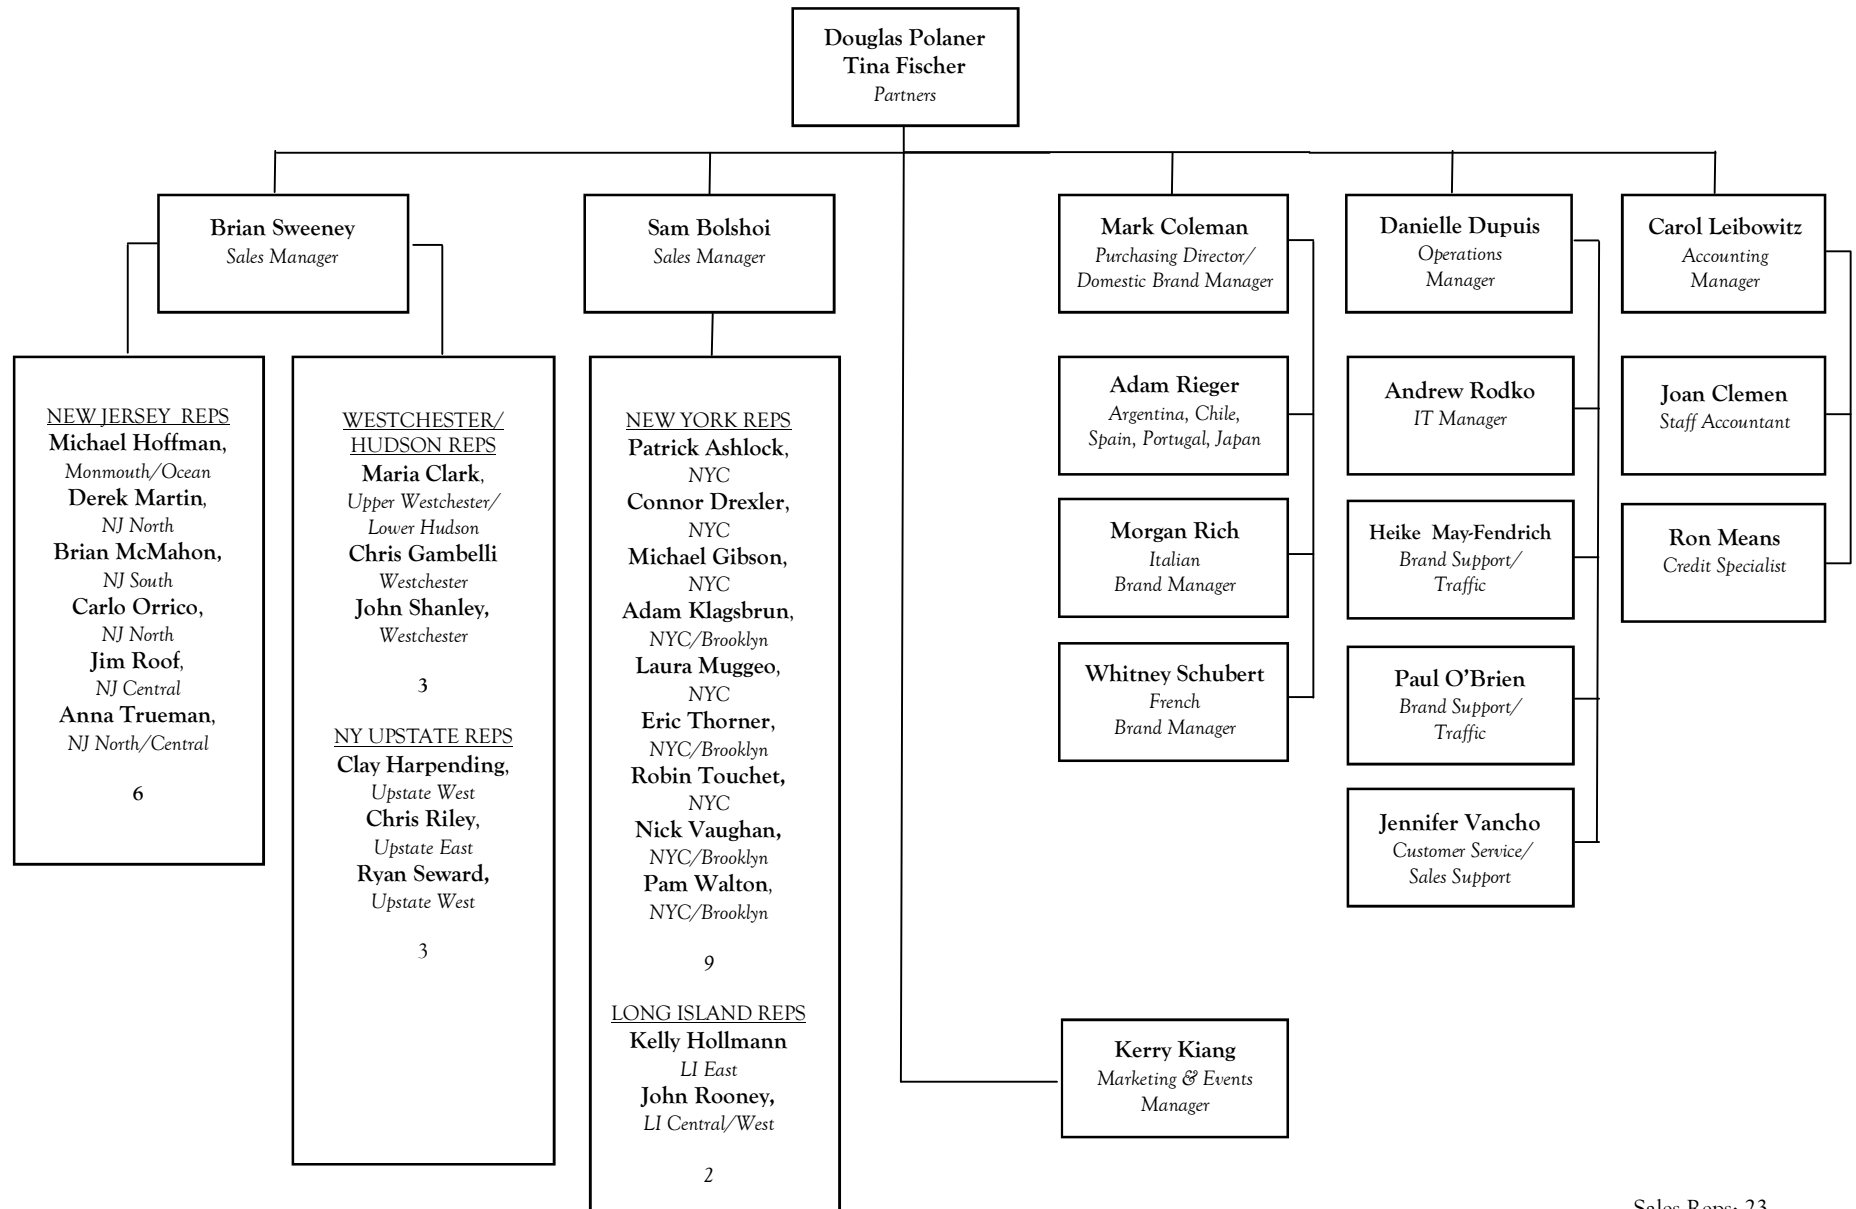 Douglas Polaner
Tina Fischer
Partners
Brian Sweeney
Sales Manager
Sam Bolshoi
Sales Manager
Mark Coleman
Purchasing Director/
Domestic Brand Manager
Danielle Dupuis
Operations
Manager
Carol Leibowitz
Accounting
Manager
NEW JERSEY  REPS
Michael Hoffman,
Monmouth/Ocean
Derek Martin,
NJ North
Brian McMahon,
NJ South
Carlo Orrico,
NJ North
Jim Roof,
NJ Central
Anna Trueman,
NJ North/Central
6
WESTCHESTER/
HUDSON REPS
Maria Clark,
Upper Westchester/
Lower Hudson
Chris Gambelli
Westchester
John Shanley,
Westchester
3
NY UPSTATE REPS
Clay Harpending,
Upstate West
Chris Riley,
Upstate East
Ryan Seward,
Upstate West
3
NEW YORK REPS
Patrick Ashlock,
NYC
Connor Drexler,
NYC
Michael Gibson,
NYC
Adam Klagsbrun,
NYC/Brooklyn
Laura Muggeo,
NYC
Eric Thorner,
NYC/Brooklyn
Robin Touchet,
NYC
Nick Vaughan,
NYC/Brooklyn
Pam Walton,
NYC/Brooklyn
9
LONG ISLAND REPS
Kelly Hollmann
LI East
John Rooney,
LI Central/West
2
Adam Rieger
Argentina, Chile,
Spain, Portugal, Japan
Morgan Rich
Italian
Brand Manager
Whitney Schubert
French
Brand Manager
Andrew Rodko
IT Manager
Heike  May-Fendrich
Brand Support/
Traffic
Paul O’Brien
Brand Support/
Traffic
Jennifer Vancho
Customer Service/
Sales Support
Joan Clemen
Staff Accountant
Ron Means
Credit Specialist
Kerry Kiang
Marketing & Events
Manager
Sales Reps: 23